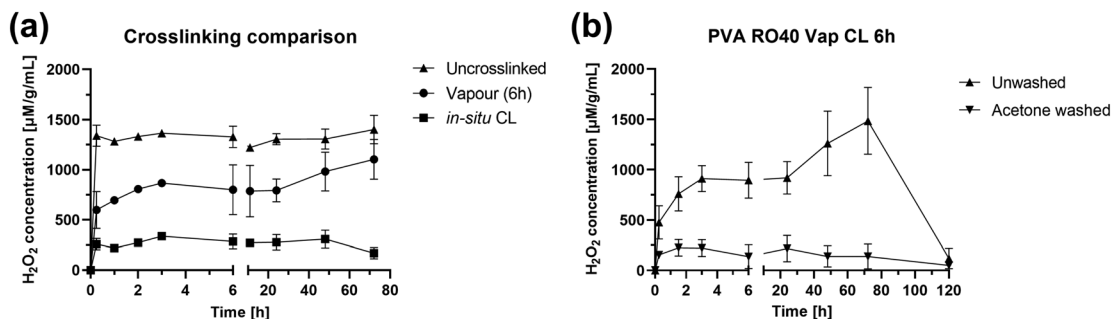 (a)
Crosslinking comparison
H₂O₂ concentration [µM/g/mL]
2000
1500
1000
500
0
0
2
4
6
20
40
60
80
Time [h]
Uncrosslinked
Vapour (6h)
in-situ CL
(b)
PVA RO40 Vap CL 6h
H₂O₂ concentration [µM/g/mL]
2000
1500
1000
500
0
0
2
4
6
20
40
60
80
100
120
Time [h]
Unwashed
Acetone washed